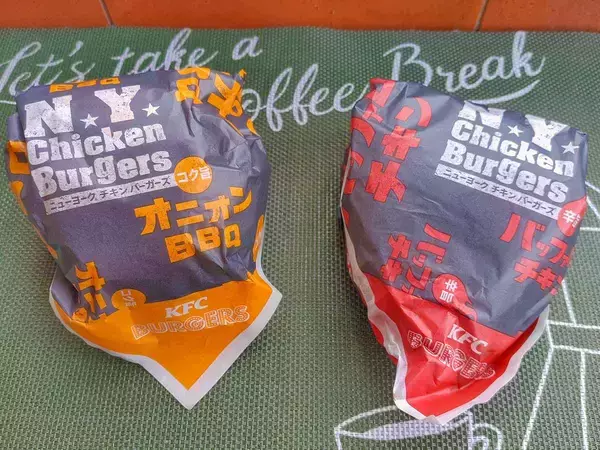 Let's take a
Coffee Break
N.Y
Chicken
Burgers
ニューヨーク.チキン.バーガーズ
コク旨
オニオン
BBQ
KFC
BURGERS
N.Y
Chicken
Burgers
ニューヨーク.チキン.バーガーズ
バッファ
チキ
辛旨
KFC
BURGERS